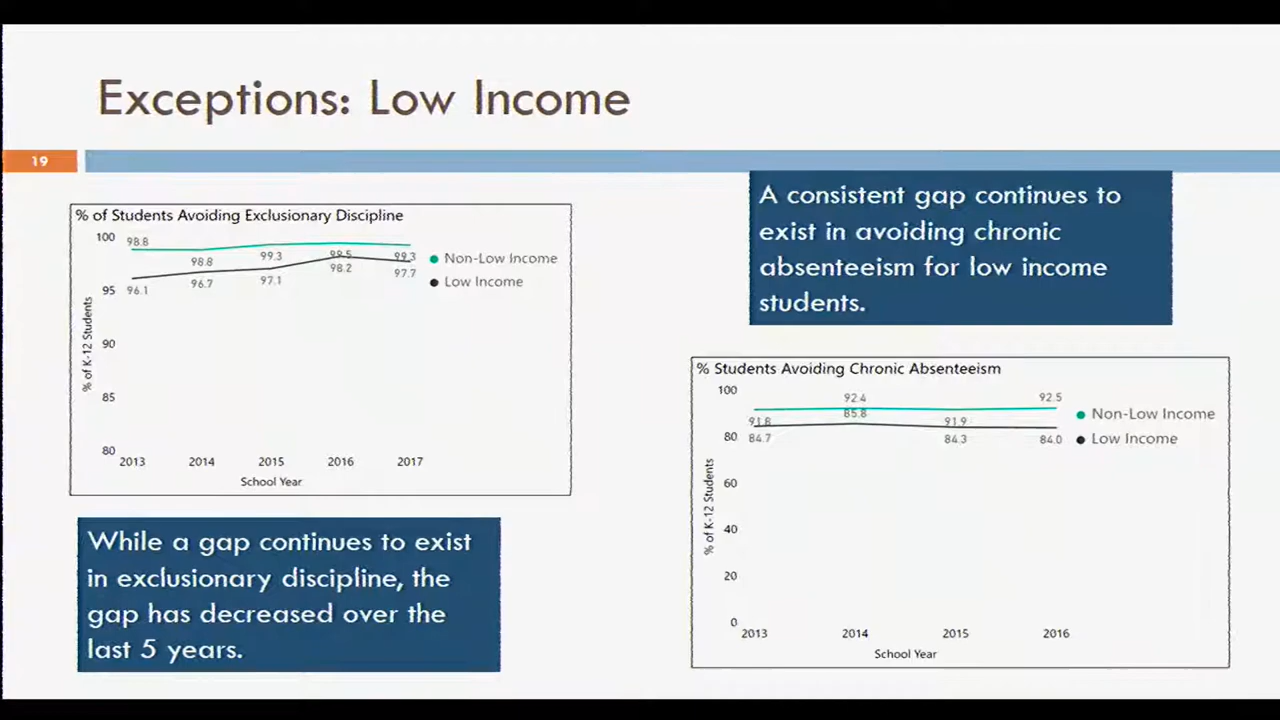 Exceptions: Low Income
19
% of Students Avoiding Exclusionary Discipline
100
95
90
85
80
% of K-12 Students
98.8
98.8
99.3
99.5
99.3
96.1
96.7
97.1
98.2
97.7
Non-Low Income
Low Income
2013 2014 2015 2016 2017
School Year
While a gap continues to exist
in exclusionary discipline, the
gap has decreased over the
last 5 years.
A consistent gap continues to
exist in avoiding chronic
absenteeism for low income
students.
% Students Avoiding Chronic Absenteeism
100
80
60
40
20
0
% of K-12 Students
91.8
92.4
91.9
92.5
84.7
85.8
84.3
84.0
Non-Low Income
Low Income
2013 2014 2015 2016
School Year